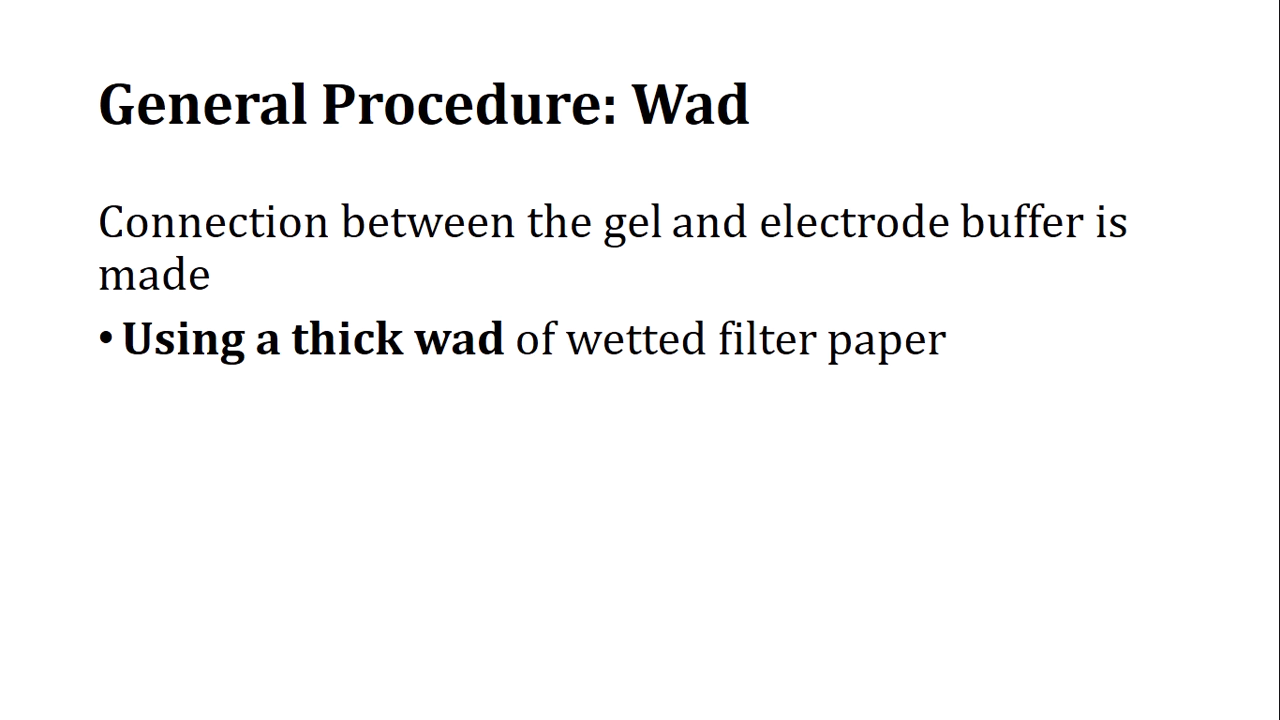 General Procedure: Wad
Connection between the gel and electrode buffer is
made
• Using a thick wad of wetted filter paper